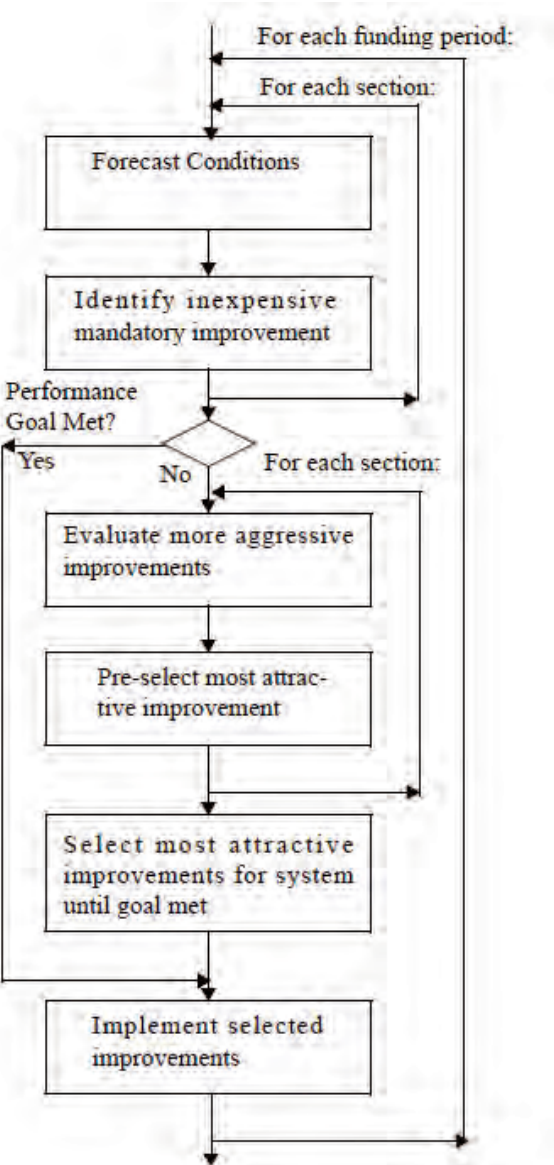 For each funding period:
For each section:
Forecast Conditions
Identify inexpensive
mandatory improvement
Performance
Goal Met?
Yes
No
For each section:
Evaluate more aggressive
improvements
Pre-select most attrac-
tive improvement
Select most attractive
improvements for system
until goal met
Implement selected
improvements